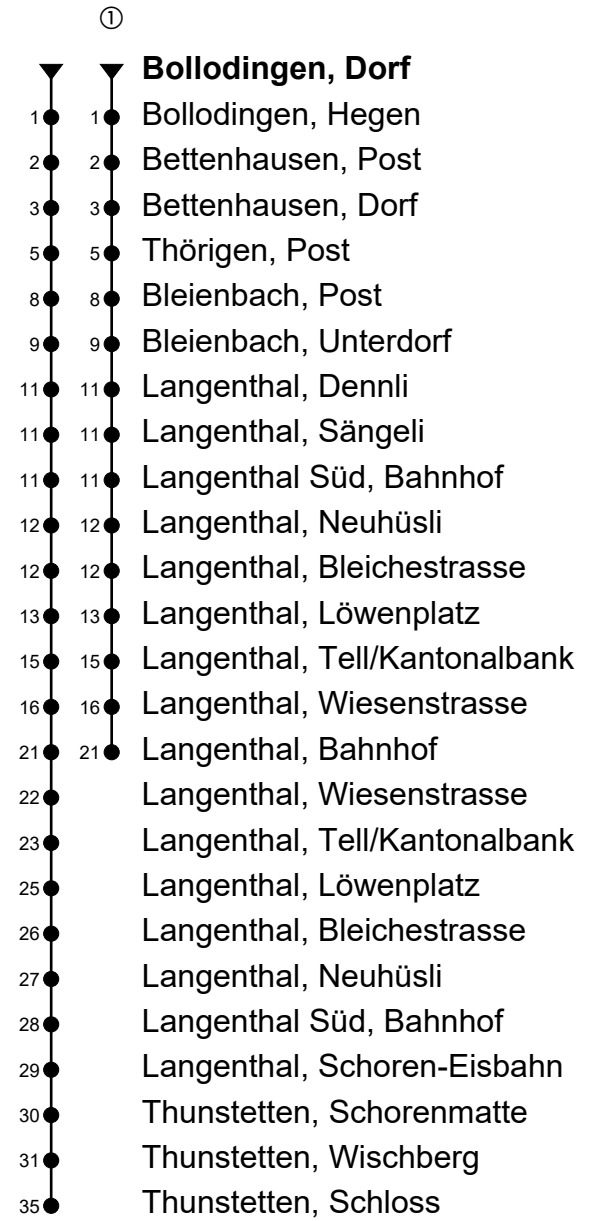 ①
Bollodingen, Dorf
1 1 Bollodingen, Hegen
2 2 Bettenhausen, Post
3 3 Bettenhausen, Dorf
5 5 Thörigen, Post
8 8 Bleienbach, Post
9 9 Bleienbach, Unterdorf
11 11 Langenthal, Dennli
11 11 Langenthal, Sängeli
11 11 Langenthal Süd, Bahnhof
12 12 Langenthal, Neuhüsli
12 12 Langenthal, Bleichestrasse
13 13 Langenthal, Löwenplatz
15 15 Langenthal, Tell/Kantonalbank
16 16 Langenthal, Wiesenstrasse
21 21 Langenthal, Bahnhof
22 Langenthal, Wiesenstrasse
23 Langenthal, Tell/Kantonalbank
25 Langenthal, Löwenplatz
26 Langenthal, Bleichestrasse
27 Langenthal, Neuhüsli
28 Langenthal Süd, Bahnhof
29 Langenthal, Schoren-Eisbahn
30 Thunstetten, Schorenmatte
31 Thunstetten, Wischberg
35 Thunstetten, Schloss